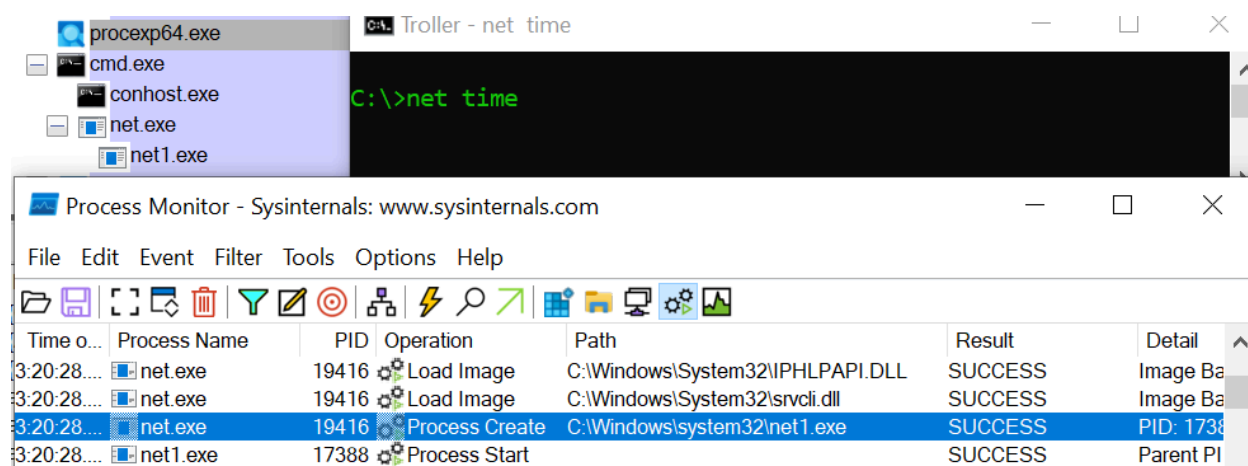 procexp64.exe
cmd.exe
conhost.exe
net.exe
net1.exe
Troller - net  time
C:\>net time
Process Monitor - Sysinternals: www.sysinternals.com
File Edit Event Filter Tools Options Help
Time o... Process Name PID Operation Path Result Detail
3:20:28.... net.exe 19416 Load Image C:\Windows\System32\IPHLPAPI.DLL SUCCESS Image Ba
3:20:28.... net.exe 19416 Load Image C:\Windows\System32\srvcli.dll SUCCESS Image Ba
3:20:28.... net.exe 19416 Process Create C:\Windows\system32\net1.exe SUCCESS PID: 1738
3:20:28.... net1.exe 17388 Process Start SUCCESS Parent PI